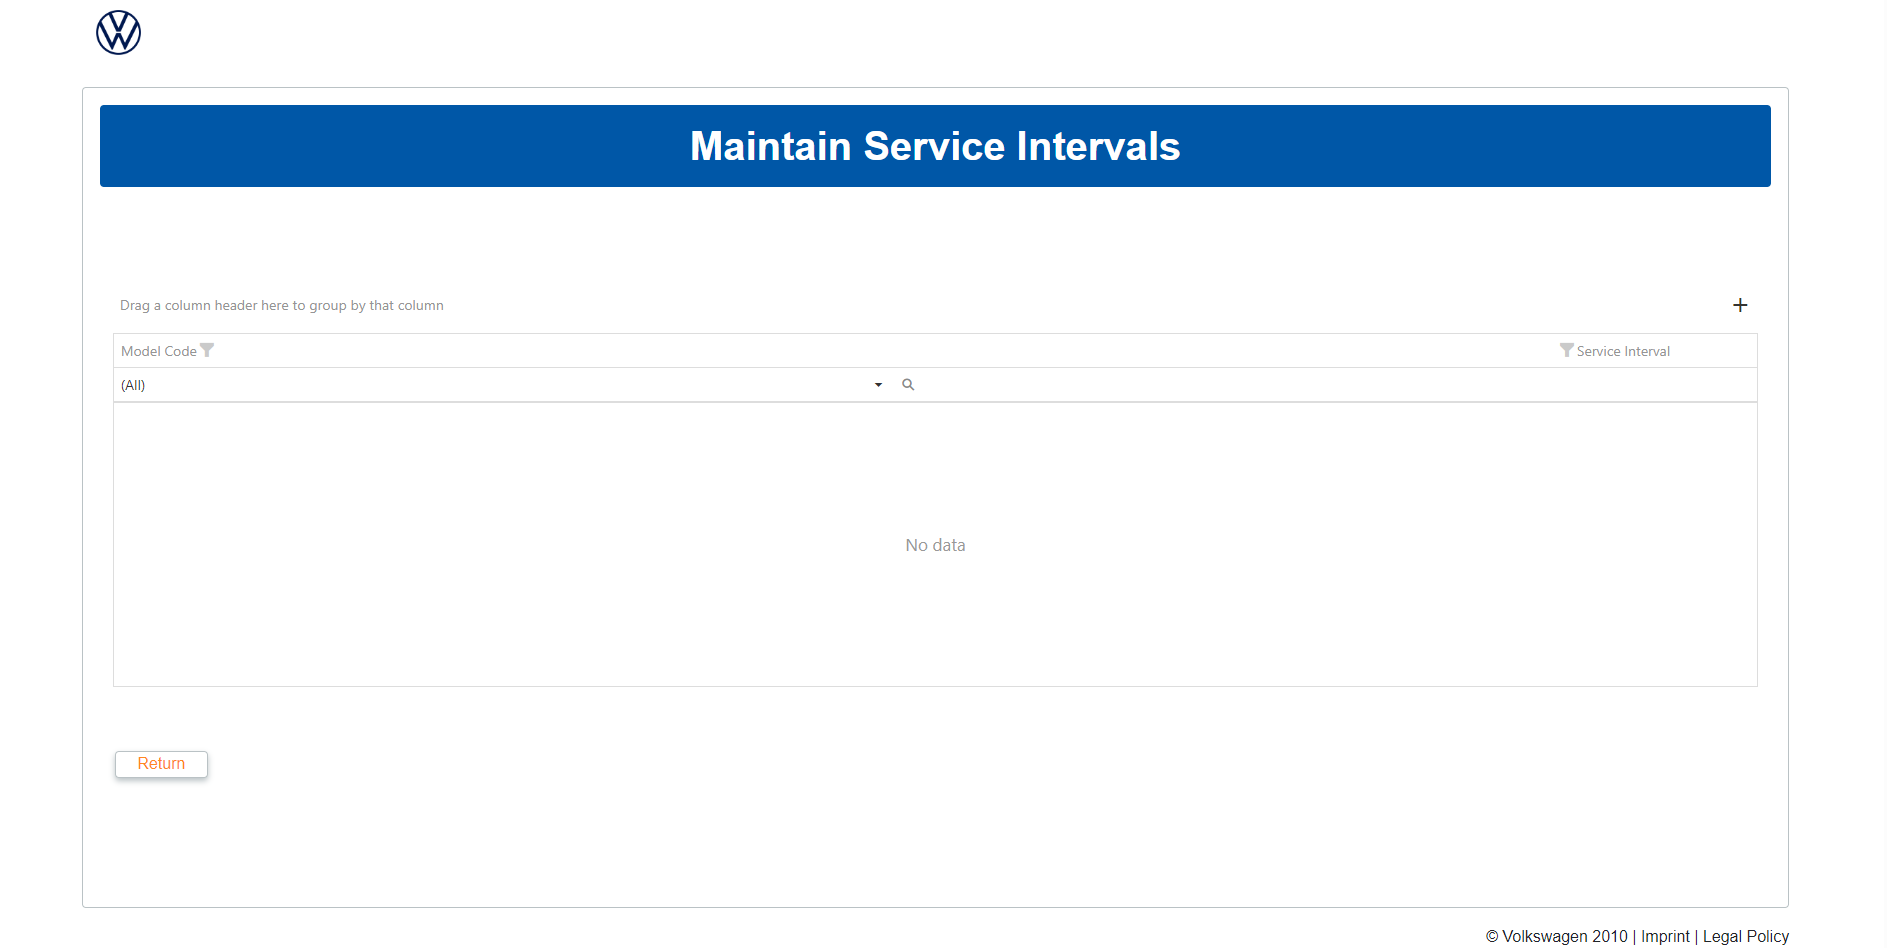 Maintain Service Intervals
Drag a column header here to group by that column
Model Code Service Interval
(All)
No data
Return
© Volkswagen 2010 | Imprint | Legal Policy